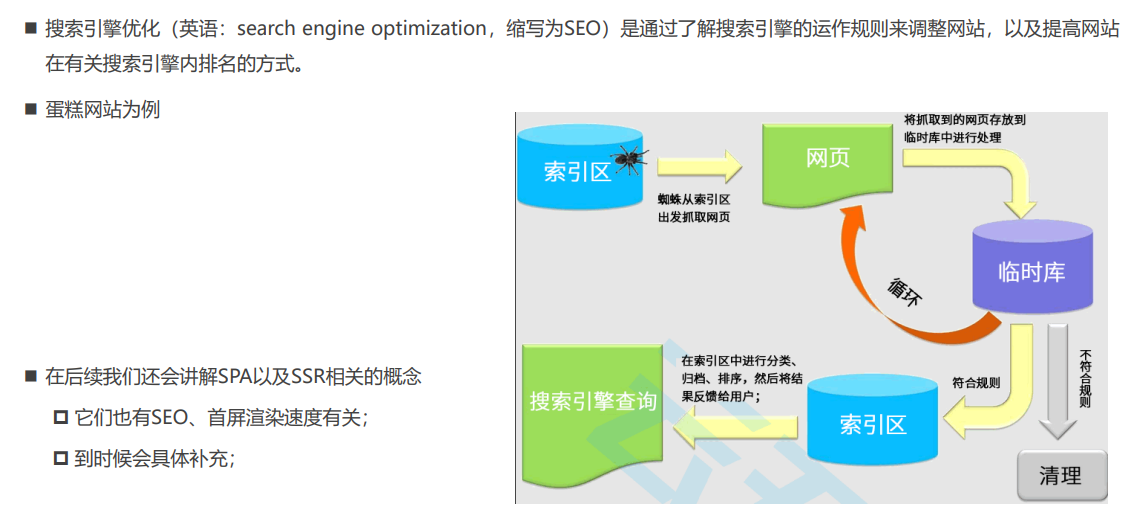 搜索引擎优化（英语：search engine optimization，缩写为SEO）是通过了解搜索引擎的运作规则来调整网站，以及提高网站
在有关搜索引擎内排名的方式。
蛋糕网站为例
将抓取到的网页存放到
临时库中进行处理
索引区
网页
蜘蛛从索引区
出发抓取网页
临时库
循环
不符合规则
符合规则
在索引区中进行分类、
归档、排序，然后将结
果反馈给用户；
搜索引擎查询
索引区
清理
在后续我们还会讲解SPA以及SSR相关的概念
它们也有SEO、首屏渲染速度有关；
到时候会具体补充；